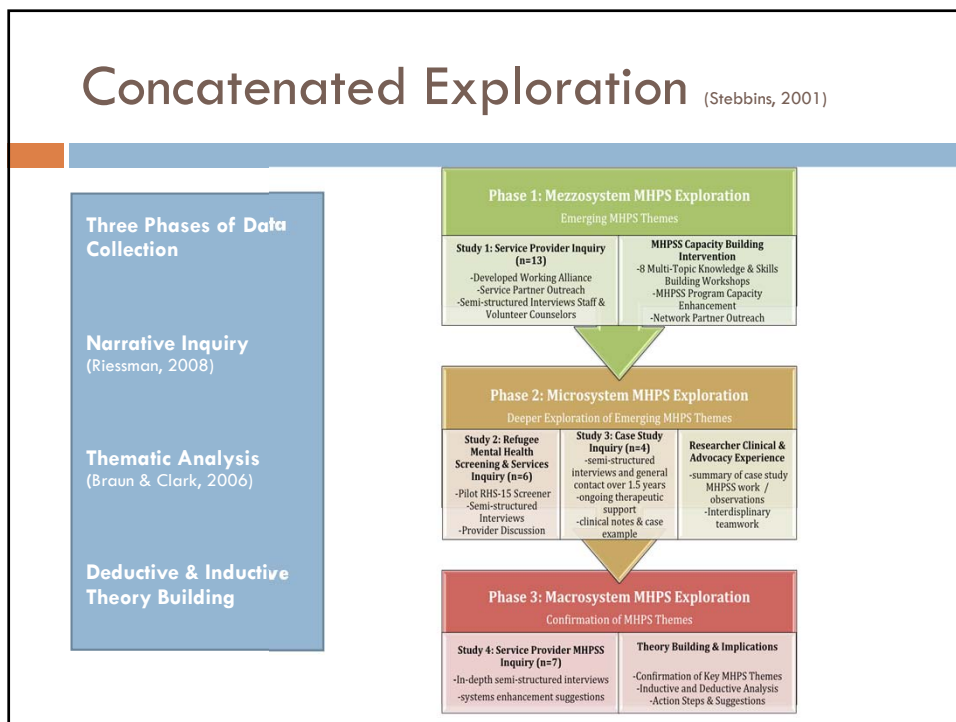 Concatenated Exploration (Stebbins, 2001)
Three Phases of Data
Collection
Narrative Inquiry
(Riessman, 2008)
Thematic Analysis
(Braun & Clark, 2006)
Deductive & Inductive
Theory Building
Phase 1: Mezzosystem MHPS Exploration
Emerging MHPS Themes
Study 1: Service Provider Inquiry
(n=13)
-Developed Working Alliance
-Service Partner Outreach
-Semi-structured Interviews Staff &
Volunteer Counselors
MHPSS Capacity Building
Intervention
-8 Multi-Topic Knowledge & Skills
Building Workshops
-MHPSS Program Capacity
Enhancement
-Network Partner Outreach
Phase 2: Microsystem MHPS Exploration
Deeper Exploration of Emerging MHPS Themes
Study 2: Refugee
Mental Health
Screening & Services
Inquiry (n=6)
-Pilot RHS-15 Screener
-Semi-structured
Interviews
-Provider Discussion
Study 3: Case Study
Inquiry (n=4)
-semi-structured
interviews and general
contact over 1.5 years
-ongoing therapeutic
support
-clinical notes & case
example
Researcher Clinical &
Advocacy Experience
-summary of case study
MHPSS work /
observations
-Interdisplinary
teamwork
Phase 3: Macrosystem MHPS Exploration
Confirmation of MHPS Themes
Study 4: Service Provider MHPSS
Inquiry (n=7)
-In-depth semi-structured interviews
-systems enhancement suggestions
Theory Building & Implications
-Confirmation of Key MHPS Themes
-Inductive and Deductive Analysis
-Action Steps & Suggestions